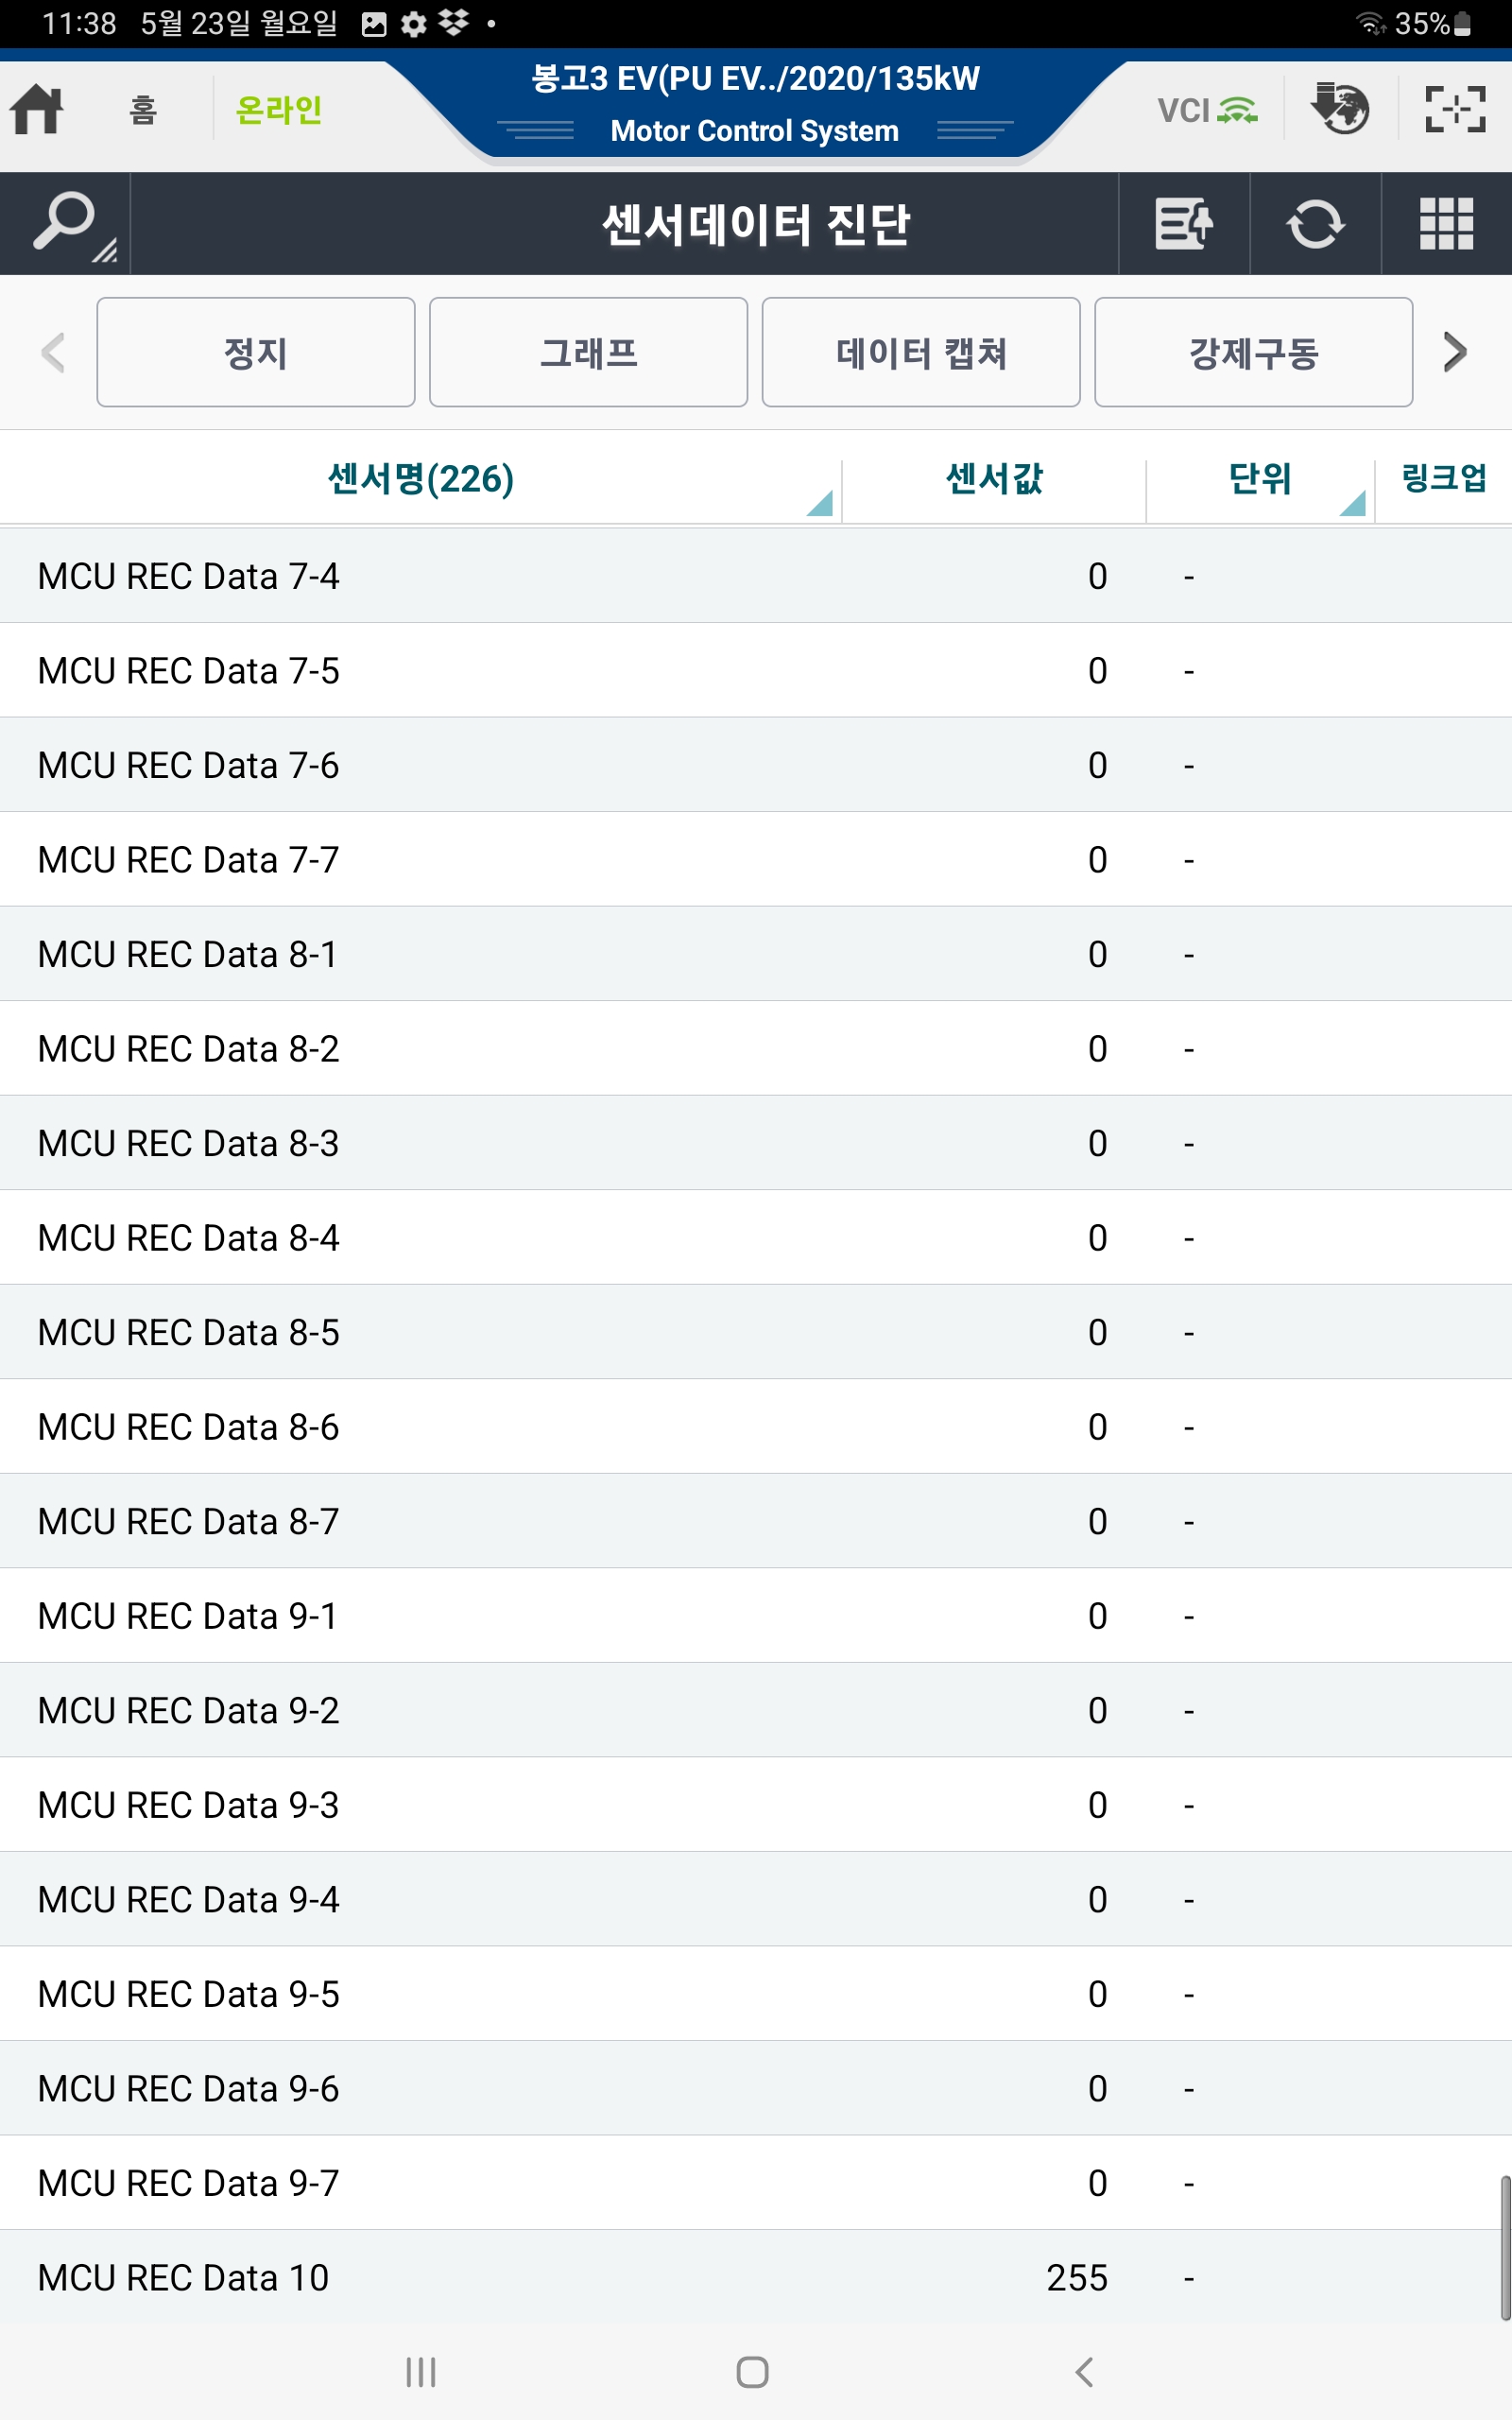 11:38 5월 23일 월요일 35%
봉고3 EV(PU EV../2020/135kW
홈 온라인 Motor Control System VCI
센서데이터 진단
정지 그래프 데이터 캡쳐 강제구동
센서명(226) 센서값 단위 링크업
MCU REC Data 7-4 0 -
MCU REC Data 7-5 0 -
MCU REC Data 7-6 0 -
MCU REC Data 7-7 0 -
MCU REC Data 8-1 0 -
MCU REC Data 8-2 0 -
MCU REC Data 8-3 0 -
MCU REC Data 8-4 0 -
MCU REC Data 8-5 0 -
MCU REC Data 8-6 0 -
MCU REC Data 8-7 0 -
MCU REC Data 9-1 0 -
MCU REC Data 9-2 0 -
MCU REC Data 9-3 0 -
MCU REC Data 9-4 0 -
MCU REC Data 9-5 0 -
MCU REC Data 9-6 0 -
MCU REC Data 9-7 0 -
MCU REC Data 10 255 -